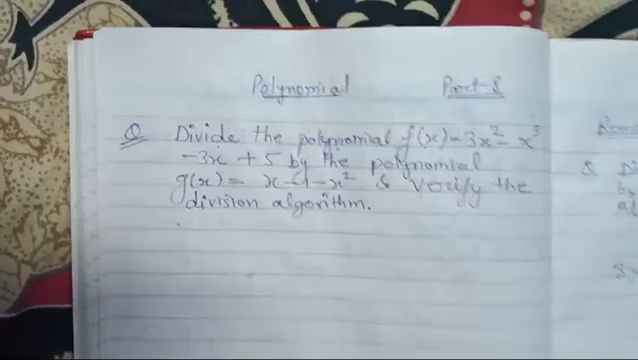 Polynomial Part-8
Q Divide the polynomial f(x) = 3x² - x³
- 3x + 5 by the polynomial
g(x) = x - 1 - x² & Verify the
division algorithm.
Q